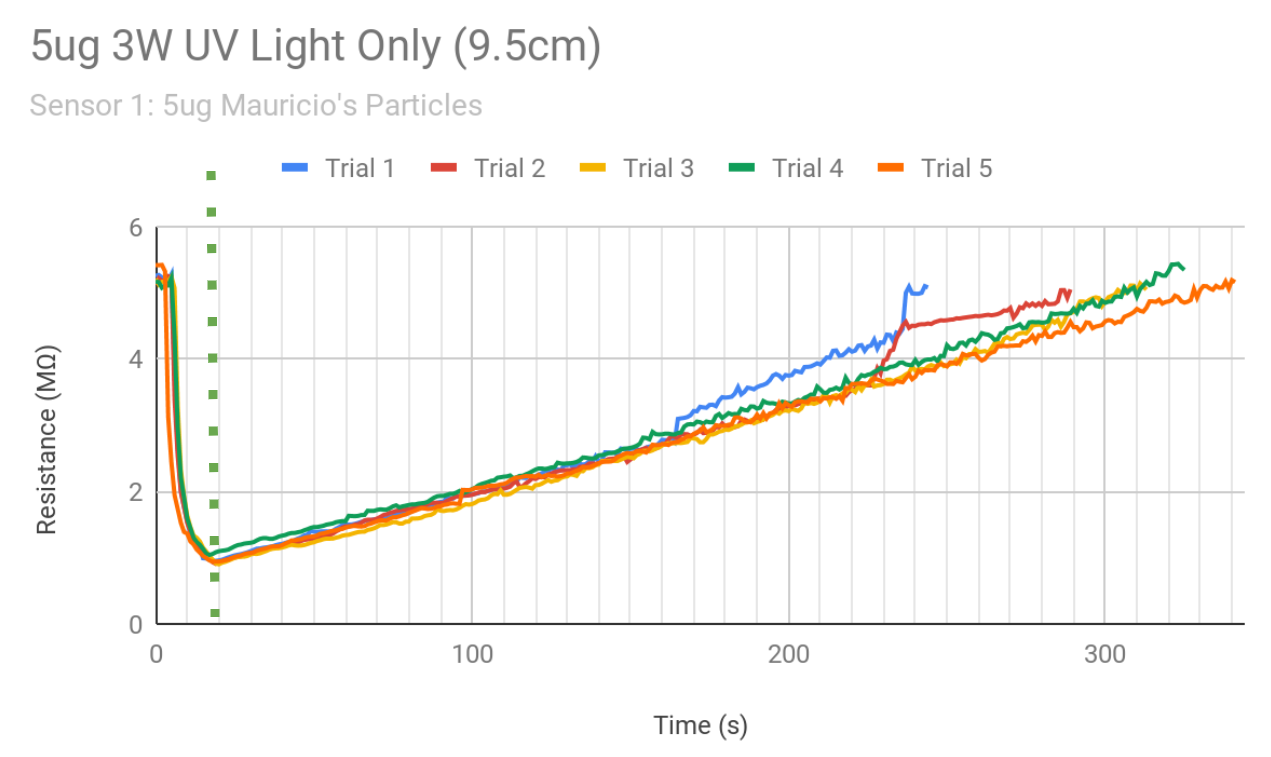 5ug 3W UV Light Only (9.5cm)
Sensor 1: 5ug Mauricio's Particles
Trial 1 Trial 2 Trial 3 Trial 4 Trial 5
6
4
2
0
Resistance (MΩ)
0 100 200 300
Time (s)